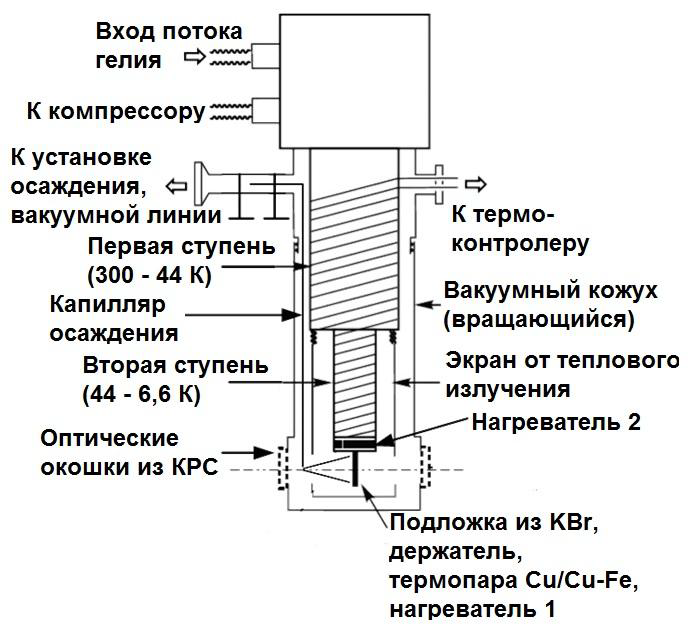 Вход потока
гелия
К компрессору
К установке
осаждения,
вакуумной линии
К термо-
контролеру
Первая ступень
(300 - 44 К)
Вакуумный кожух
(вращающийся)
Капилляр
осаждения
Вторая ступень
(44 - 6,6 К)
Экран от теплового
излучения
Нагреватель 2
Оптические
окошки из КРС
Подложка из KBr,
держатель,
термопара Cu/Cu-Fe,
нагреватель 1